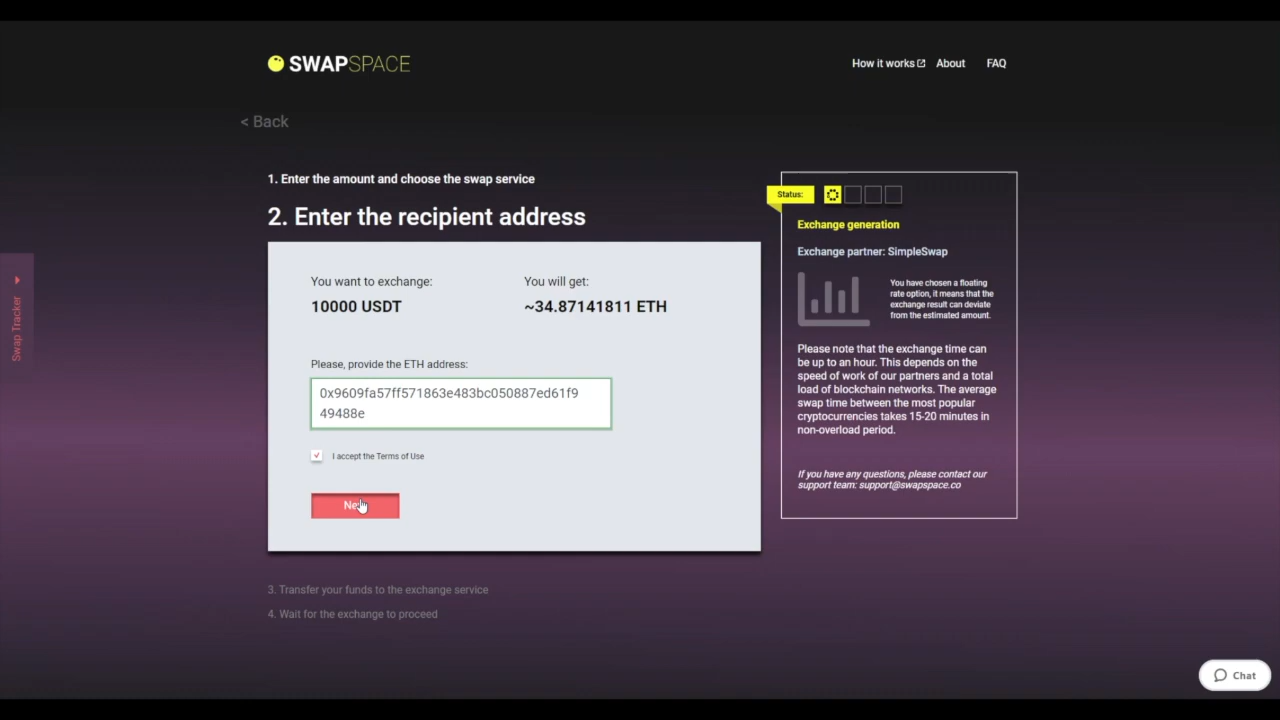 SWAPSPACE
How it works
About
FAQ
< Back
1. Enter the amount and choose the swap service
2. Enter the recipient address
You want to exchange:
10000 USDT
You will get:
~34.87141811 ETH
Please, provide the ETH address:
0x9609fa57ff571863e483bc050887ed61f9
49488e
I accept the Terms of Use
3. Transfer your funds to the exchange service
4. Wait for the exchange to proceed
Status:
Exchange generation
Exchange partner: SimpleSwap
You have chosen a floating
rate option, it means that the
exchange result can deviate
from the estimated amount.
Please note that the exchange time can
be up to an hour. This depends on the
speed of work of our partners and a total
load of blockchain networks. The average
swap time between the most popular
cryptocurrencies takes 15-20 minutes in
non-overload period.
If you have any questions, please contact our
support team: support@swapspace.co
Swap Tracker
Chat